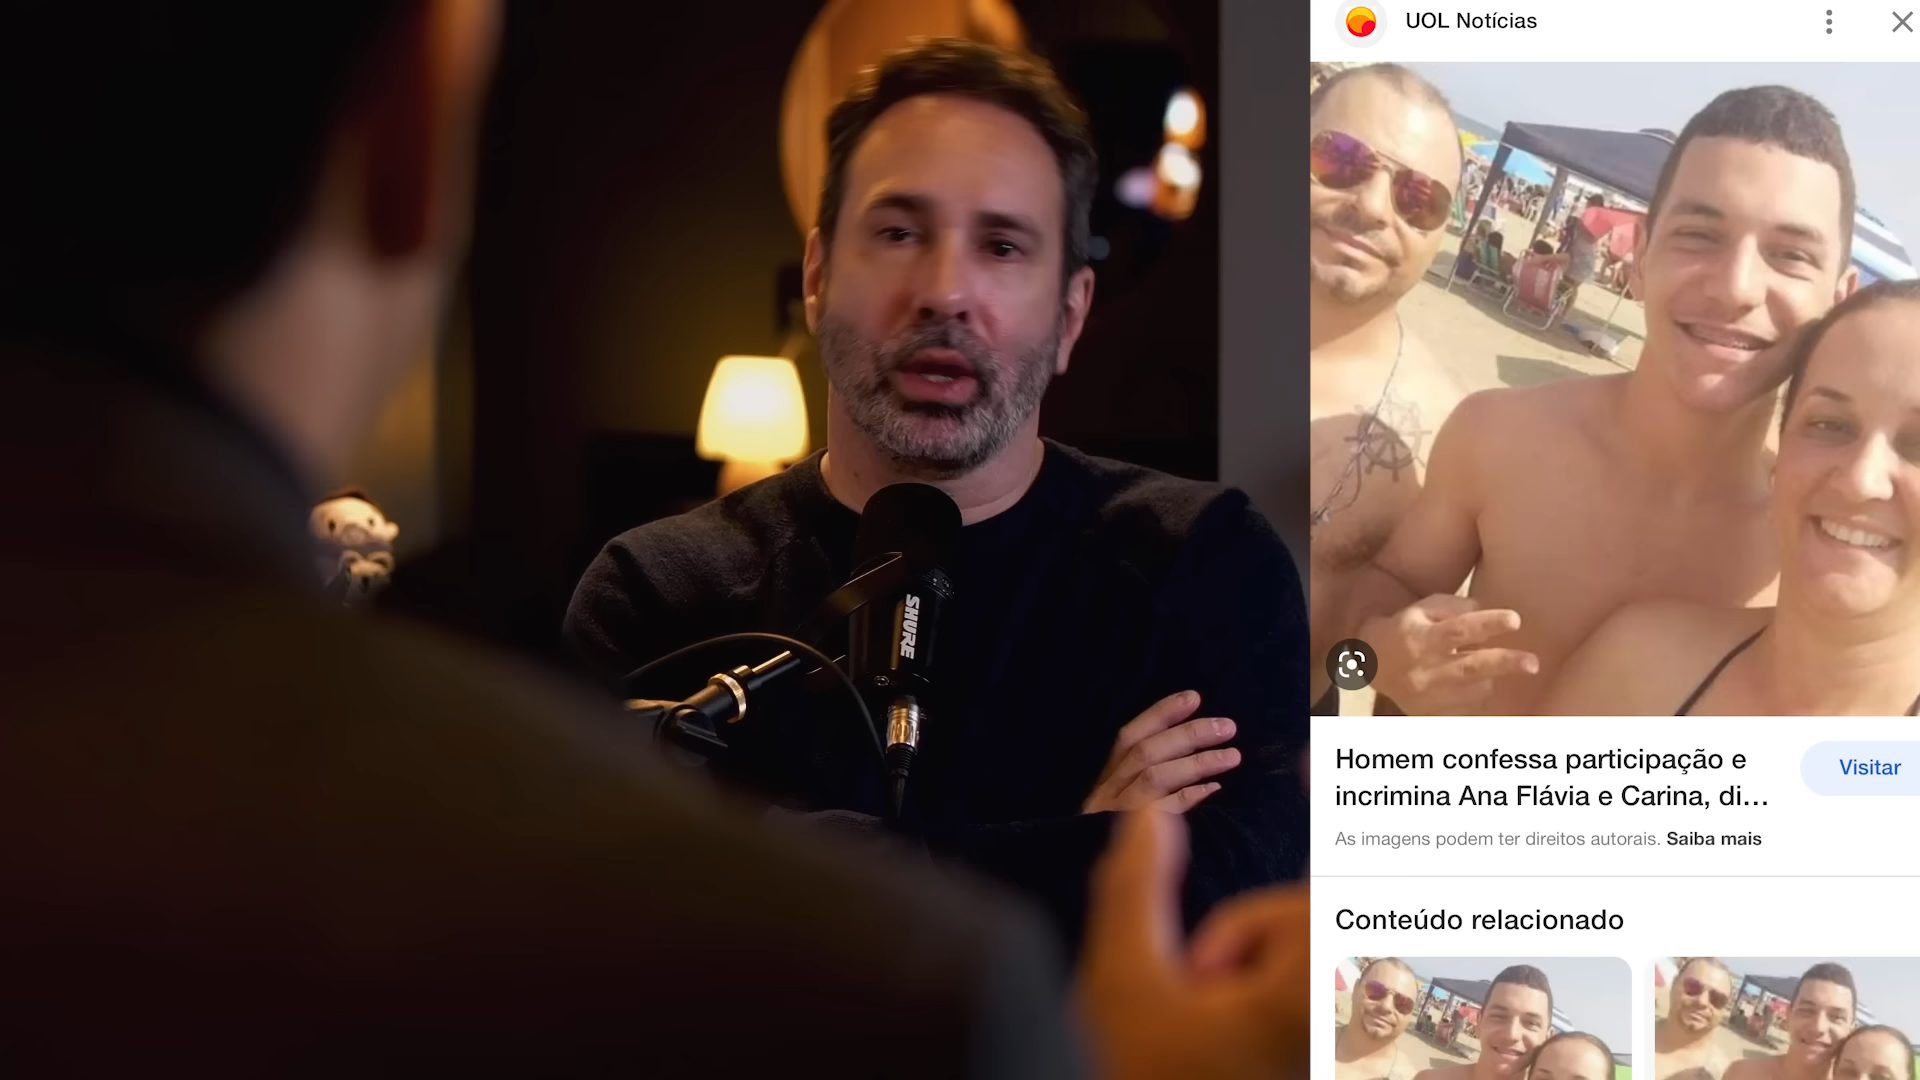 UOL Notícias
SHURE
Homem confessa participação e
incrimina Ana Flávia e Carina, di...
Visitar
As imagens podem ter direitos autorais. Saiba mais
Conteúdo relacionado